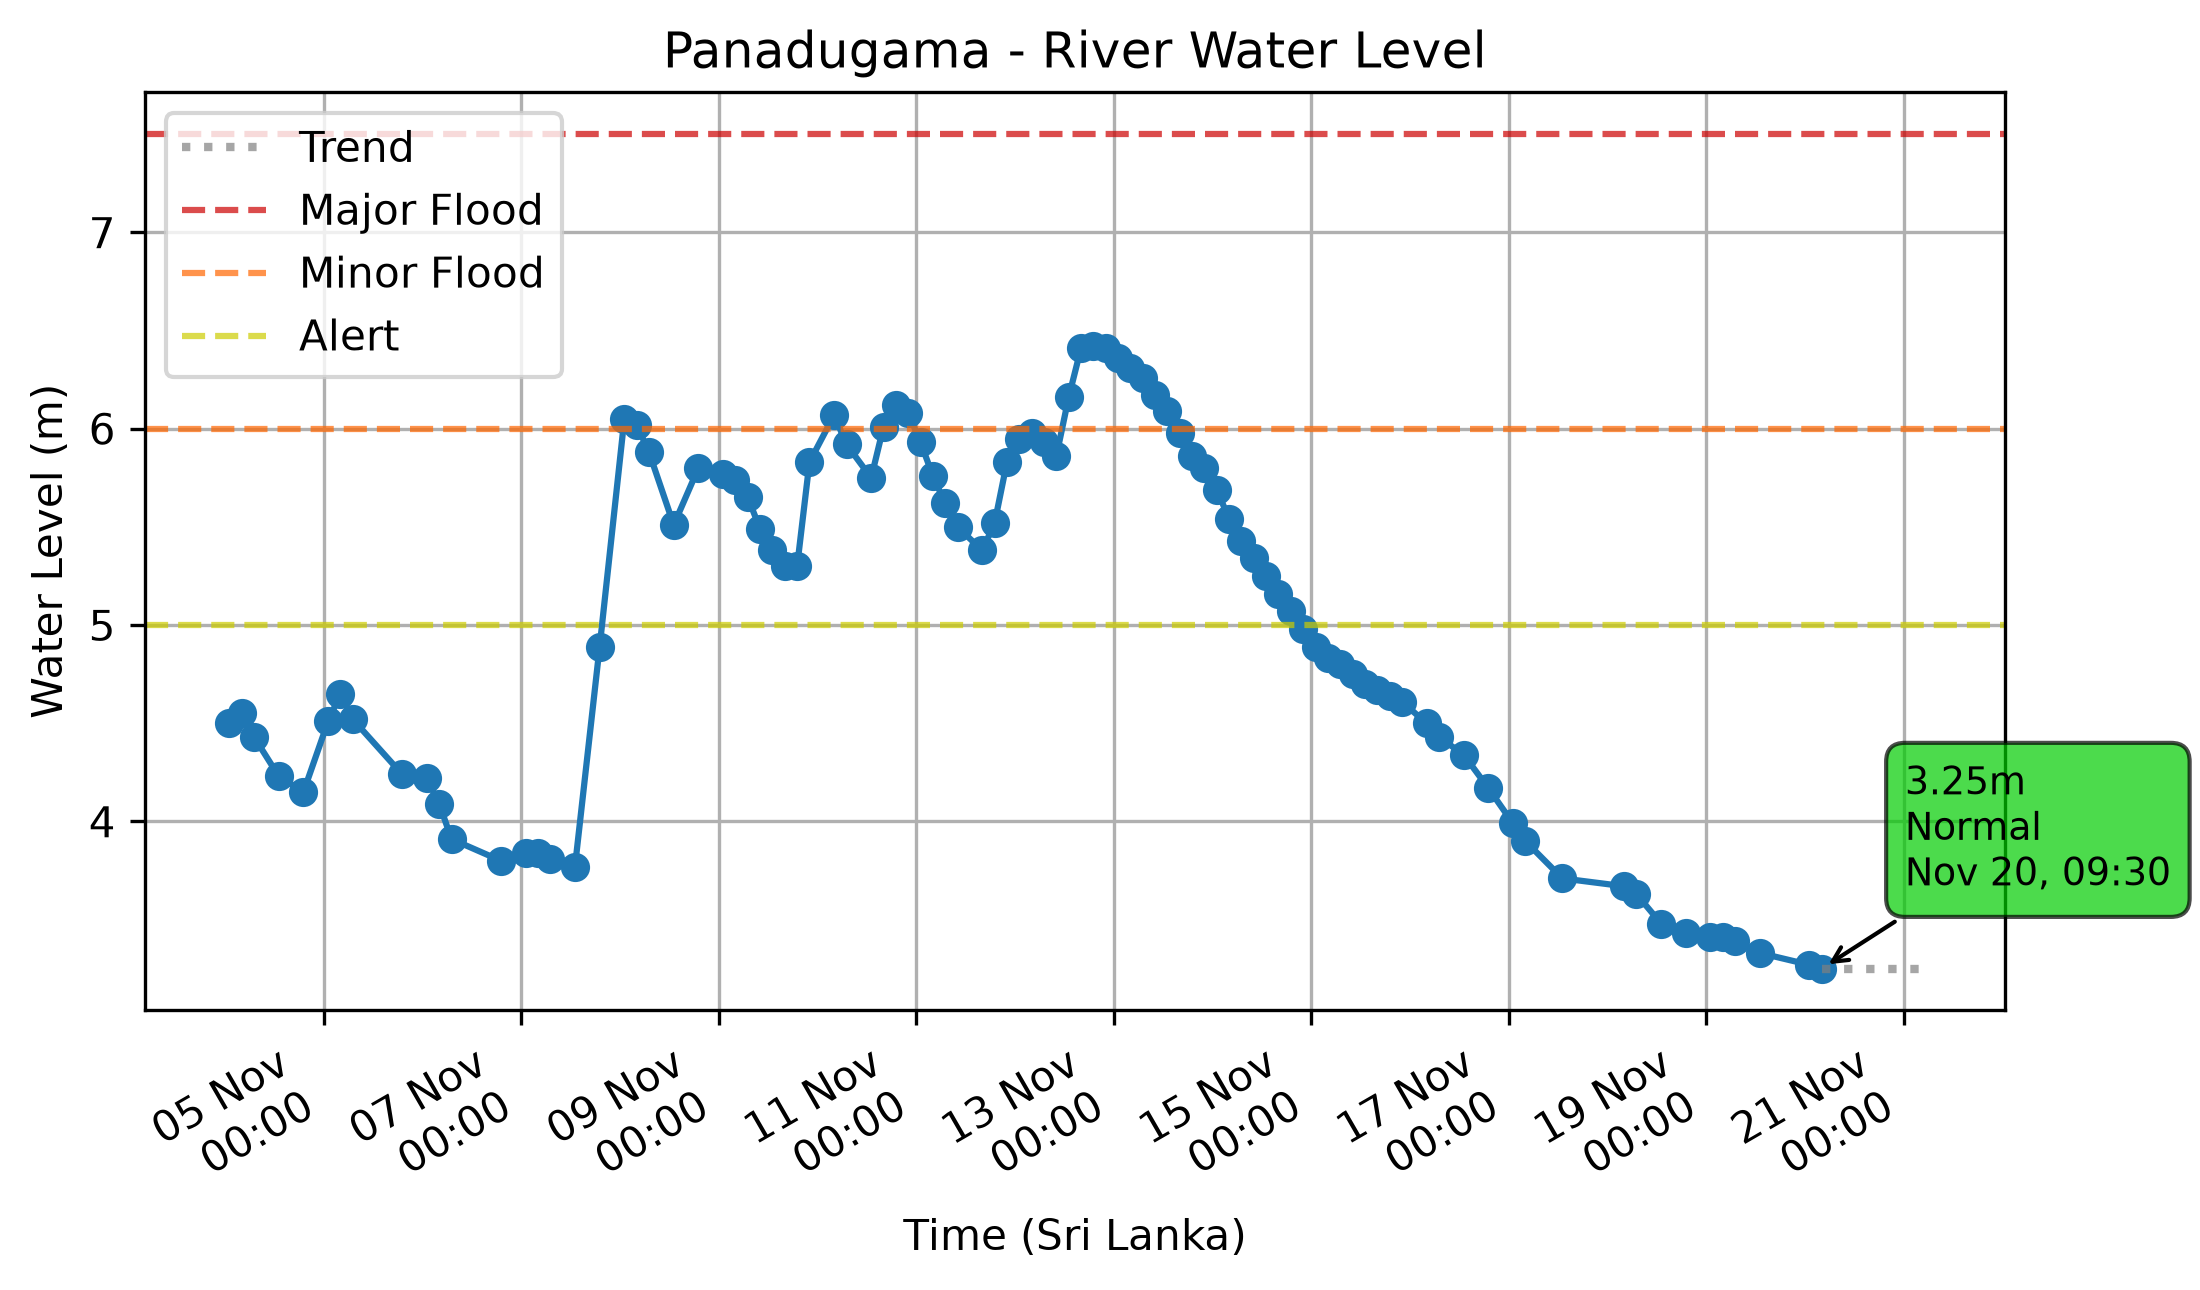 Panadugama - River Water Level
Trend
Major Flood
Minor Flood
Alert
7
6
5
4
Water Level (m)
3.25m
Normal
Nov 20, 09:30
05 Nov
00:00
07 Nov
00:00
09 Nov
00:00
11 Nov
00:00
13 Nov
00:00
15 Nov
00:00
17 Nov
00:00
19 Nov
00:00
21 Nov
00:00
Time (Sri Lanka)